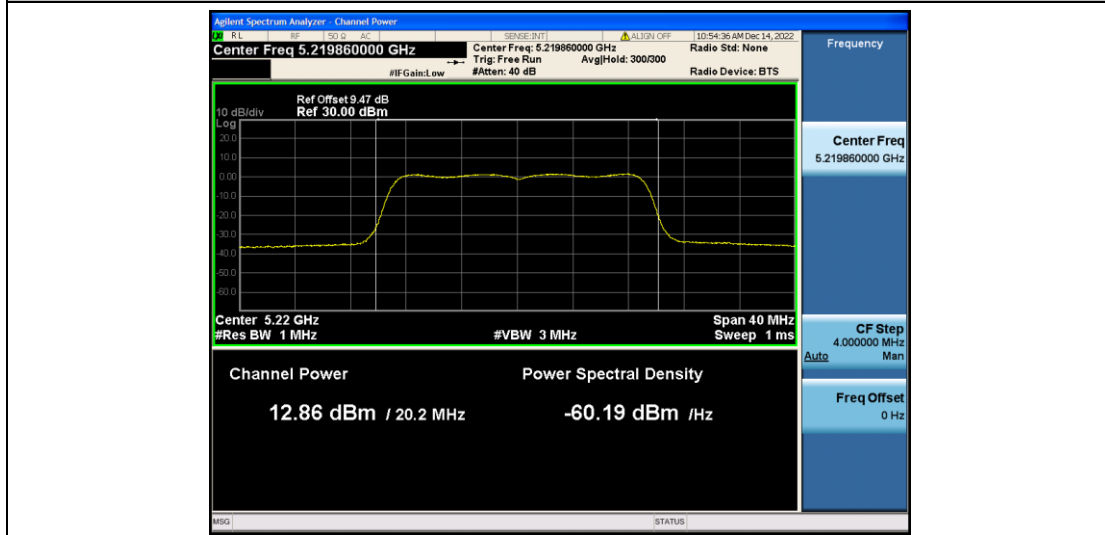 Agilent Spectrum Analyzer - Channel Power
RL RF 50 Ω AC SENSE:INT ALIGN OFF 10:54:36 AM Dec 14, 2022
Center Freq 5.219860000 GHz Center Freq: 5.219860000 GHz Radio Std: None
Trig: Free Run Avg|Hold: 300/300
#IFGain:Low #Atten: 40 dB Radio Device: BTS
Frequency
Ref Offset 9.47 dB
10 dB/div Ref 30.00 dBm
Log
20.0
10.0
0.00
-10.0
-20.0
-30.0
-40.0
-50.0
-60.0
Center 5.22 GHz Span 40 MHz
#Res BW 1 MHz #VBW 3 MHz Sweep 1 ms
Channel Power Power Spectral Density
12.86 dBm / 20.2 MHz -60.19 dBm /Hz
Center Freq
5.219860000 GHz
CF Step
4.000000 MHz
Auto Man
Freq Offset
0 Hz
MSG STATUS